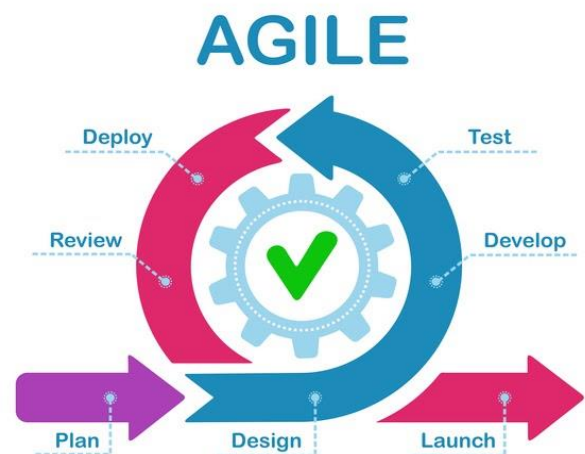 AGILE
Deploy
Test
Review
Develop
Plan
Design
Launch